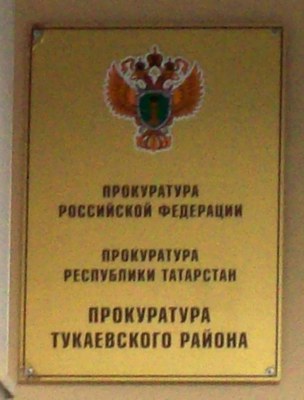 ПРОКУРАТУРА
РОССИЙСКОЙ ФЕДЕРАЦИИ
ПРОКУРАТУРА
РЕСПУБЛИКИ ТАТАРСТАН
ПРОКУРАТУРА
ТУКАЕВСКОГО РАЙОНА